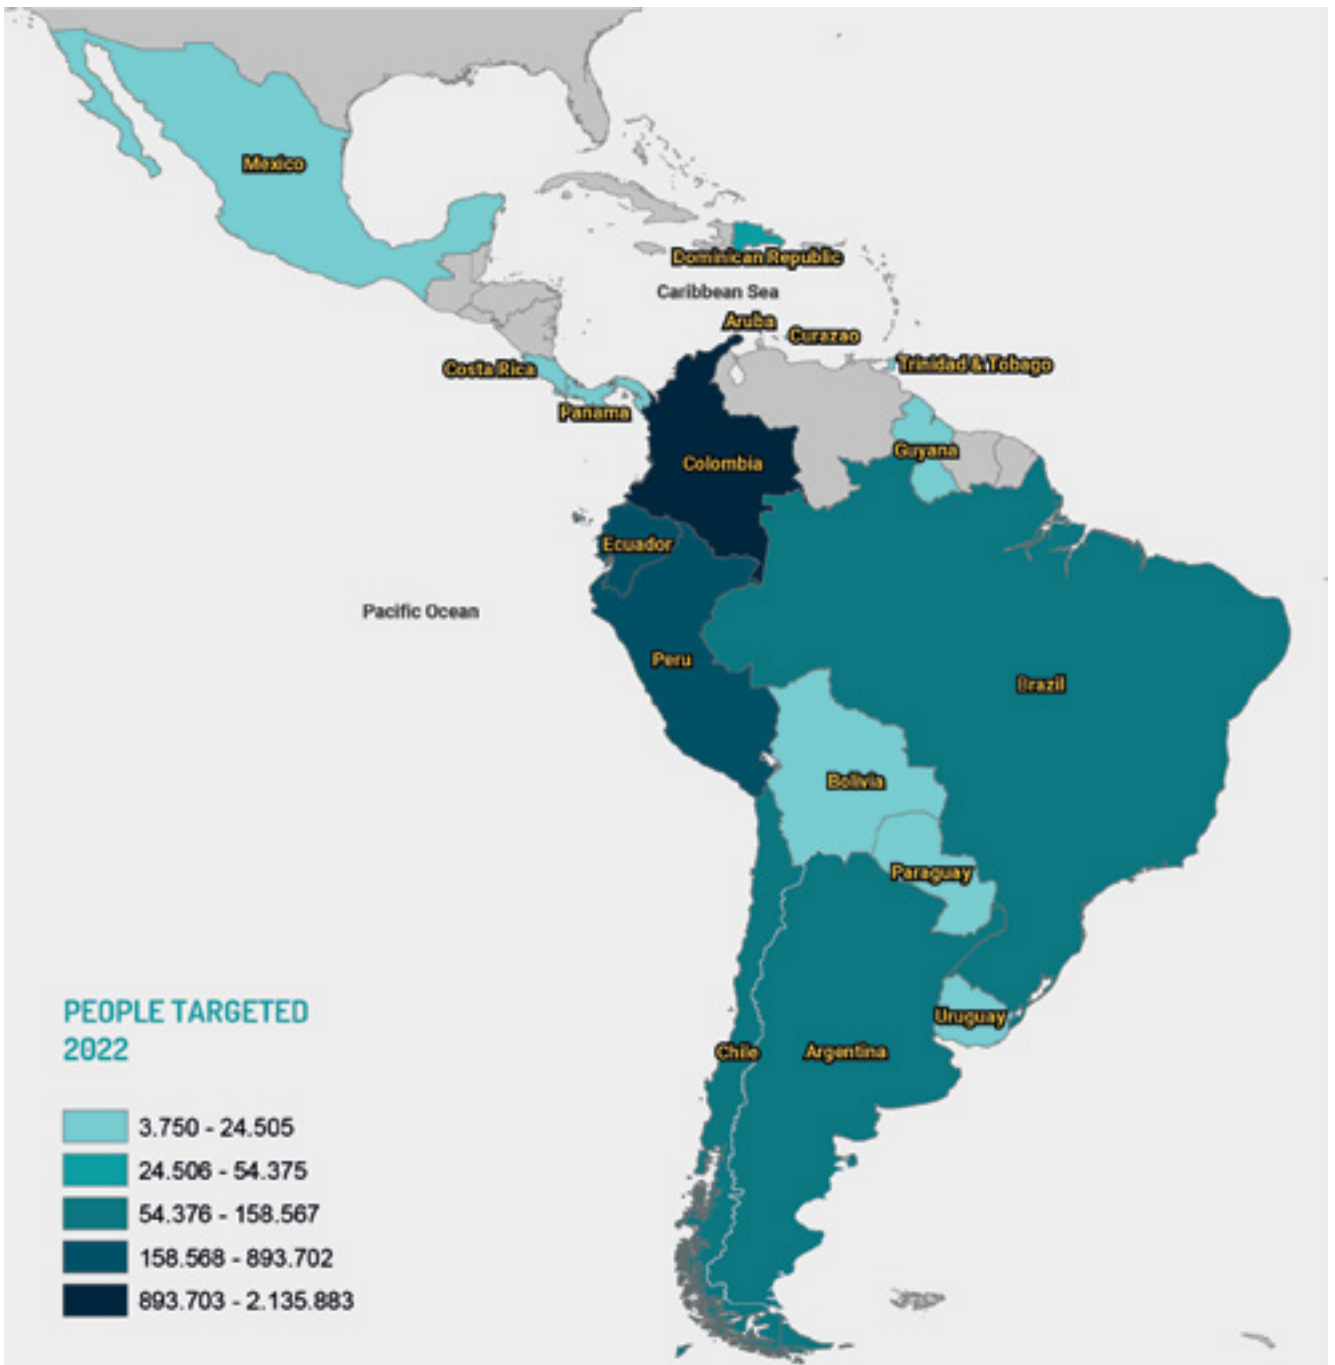 Mexico
Dominican Republic
Caribbean Sea
Aruba
Curazao
Trinidad & Tobago
Costa Rica
Panama
Guyana
Colombia
Ecuador
Pacific Ocean
Peru
Brazil
Bolivia
Paraguay
Uruguay
Chile
Argentina
PEOPLE TARGETED
2022
3.750 - 24.505
24.506 - 54.375
54.376 - 158.567
158.568 - 893.702
893.703 - 2.135.883